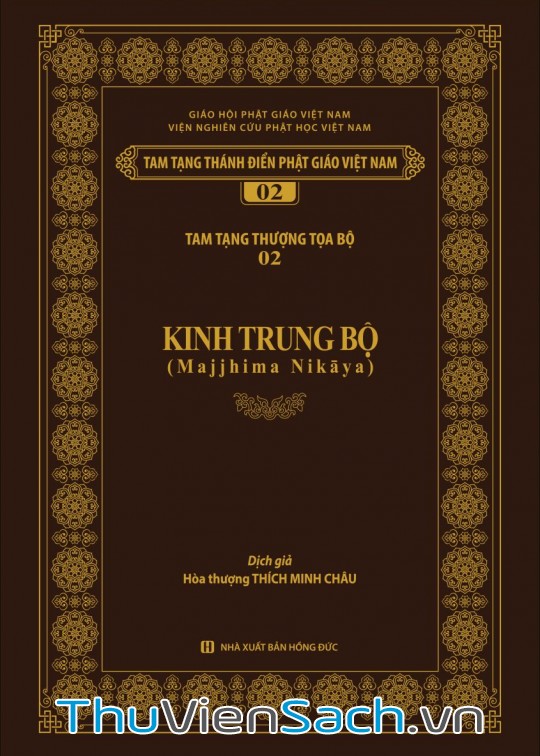 GIÁO HỘI PHẬT GIÁO VIỆT NAM
VIỆN NGHIÊN CỨU PHẬT HỌC VIỆT NAM
TAM TẠNG THÁNH ĐIỂN PHẬT GIÁO VIỆT NAM
02
TAM TẠNG THƯỢNG TỌA BỘ
02
KINH TRUNG BỘ
(Majjhima Nikāya)
Dịch giả
Hòa thượng THÍCH MINH CHÂU
H NHÀ XUẤT BẢN HỒNG ĐỨC
ThuVienSach.vn